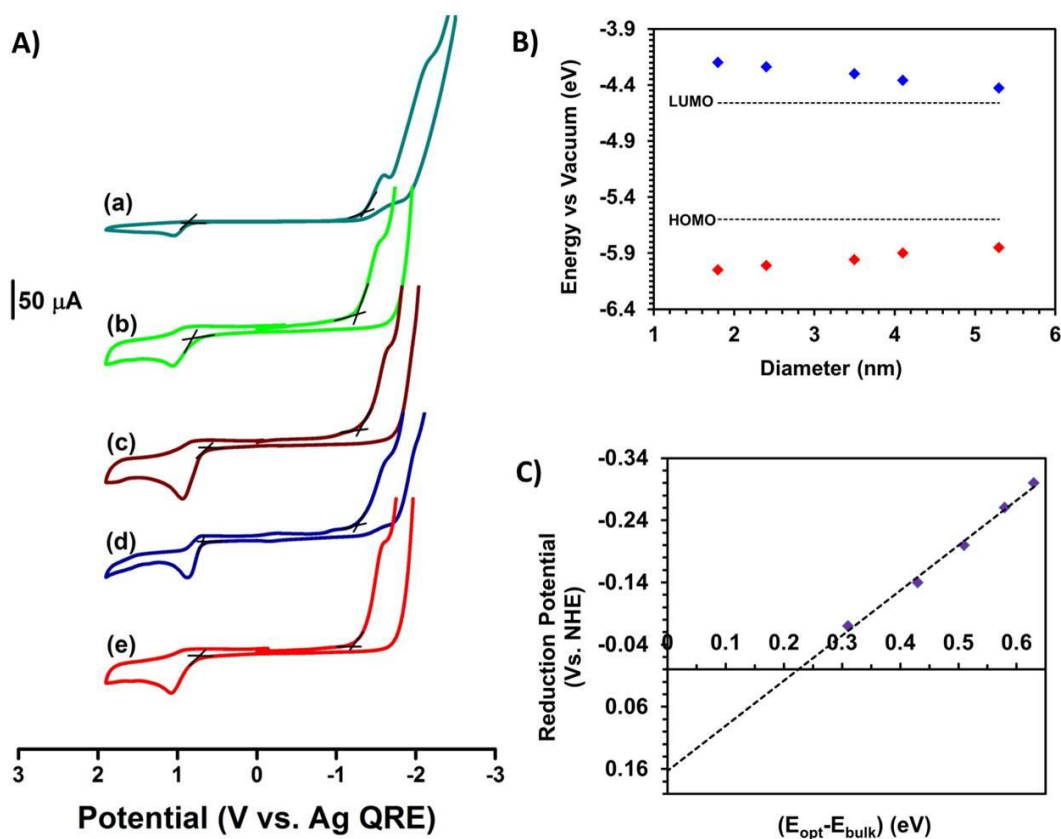 A)
(a)
50 μA
(b)
(c)
(d)
(e)
3 2 1 0 -1 -2 -3
Potential (V vs. Ag QRE)
B)
Energy vs Vacuum (eV)
-3.9
-4.4
LUMO
-4.9
-5.4
HOMO
-5.9
-6.4
1 2 3 4 5 6
Diameter (nm)
C)
Reduction Potential
(Vs. NHE)
-0.34
-0.24
-0.14
-0.04
0 0.1 0.2 0.3 0.4 0.5 0.6
0.06
0.16
(Eopt-Ebulk) (eV)